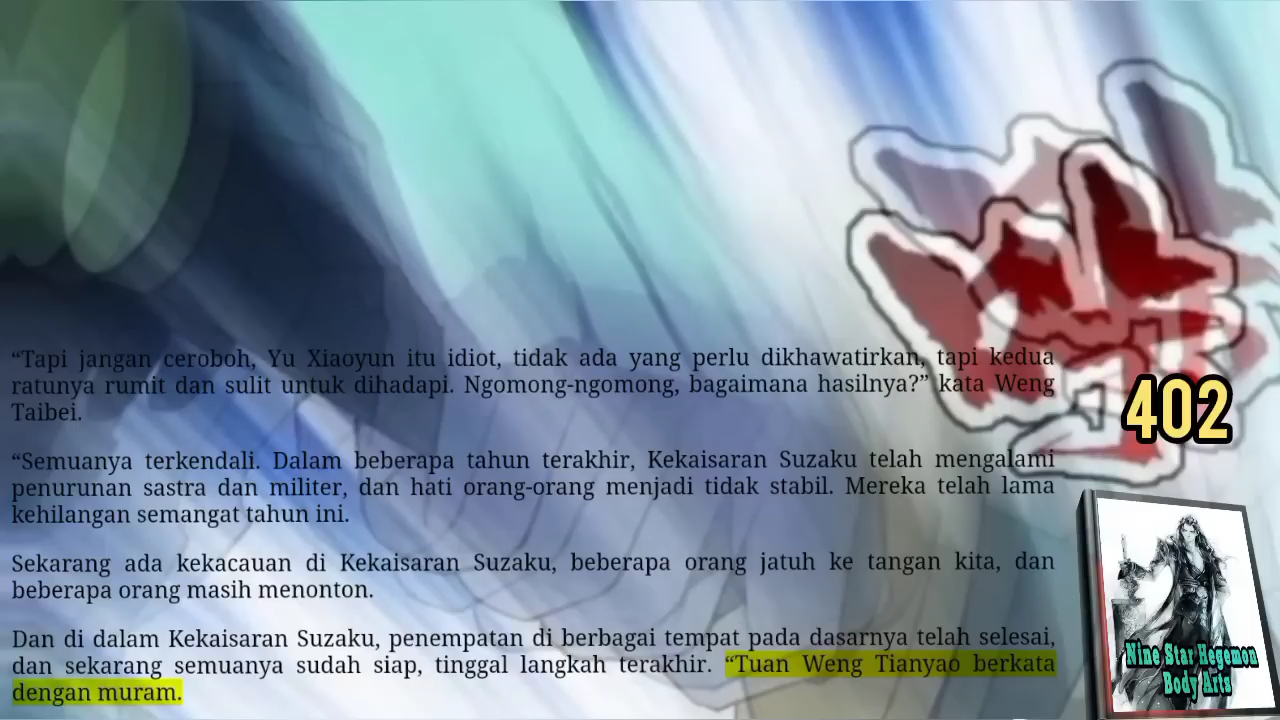 “Tapi jangan ceroboh, Yu Xiaoyun itu idiot, tidak ada yang perlu dikhawatirkan, tapi kedua
ratunya rumit dan sulit untuk dihadapi. Ngomong-ngomong, bagaimana hasilnya?” kata Weng
Taibei.
“Semuanya terkendali. Dalam beberapa tahun terakhir, Kekaisaran Suzaku telah mengalami
penurunan sastra dan militer, dan hati orang-orang menjadi tidak stabil. Mereka telah lama
kehilangan semangat tahun ini.
Sekarang ada kekacauan di Kekaisaran Suzaku, beberapa orang jatuh ke tangan kita, dan
beberapa orang masih menonton.
Dan di dalam Kekaisaran Suzaku, penempatan di berbagai tempat pada dasarnya telah selesai,
dan sekarang semuanya sudah siap, tinggal langkah terakhir. “Tuan Weng Tianyao berkata
dengan muram.
402
Nine Star Hegemon
Body Arts